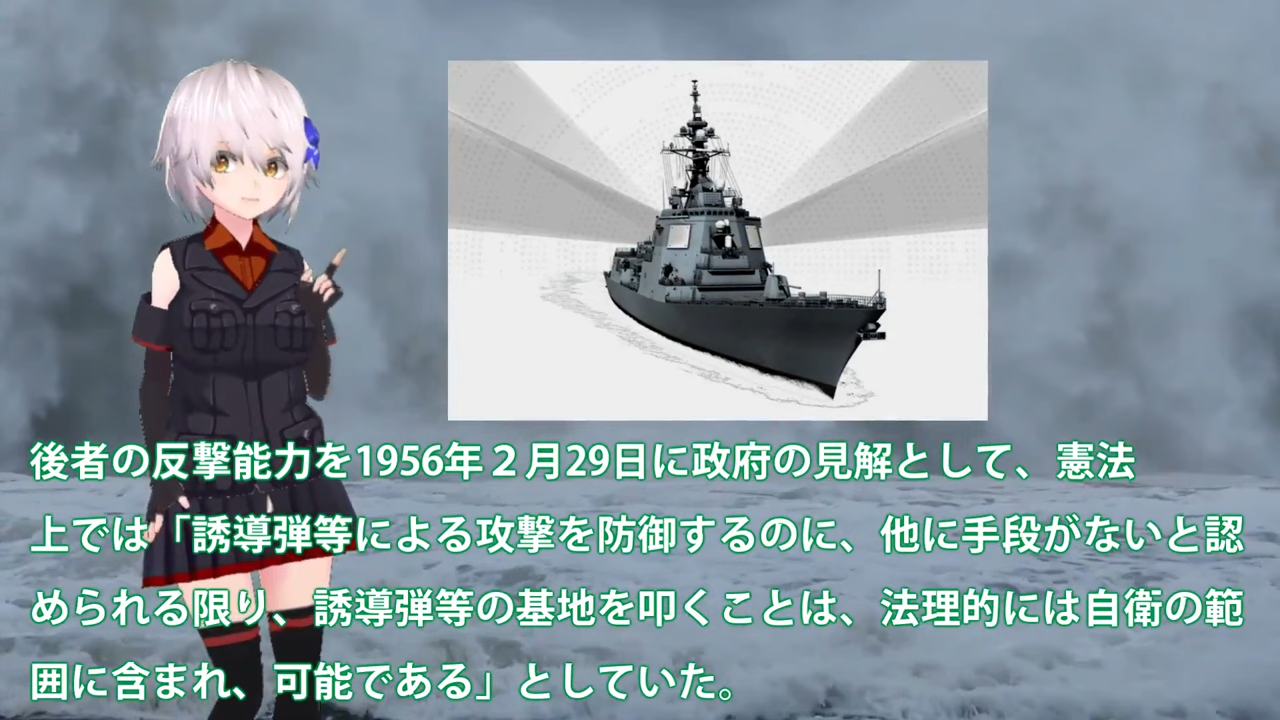 後者の反撃能力を1956年２月29日に政府の見解として、憲法
上では「誘導弾等による攻撃を防御するのに、他に手段がないと認
められる限り、誘導弾等の基地を叩くことは、法理的には自衛の範
囲に含まれ、可能である」としていた。